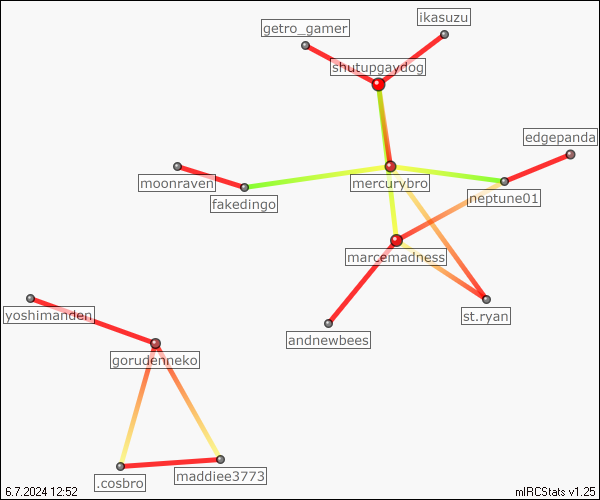 ikasuzu
getro_gamer
shutupgaydog
edgepanda
moonraven
mercurybro
neptune01
fakedingo
marcemadness
yoshimanden
st.ryan
andnewbees
gorudenneko
.cosbro
maddiee3773
6.7.2024 12:52
mIRCStats v1.25